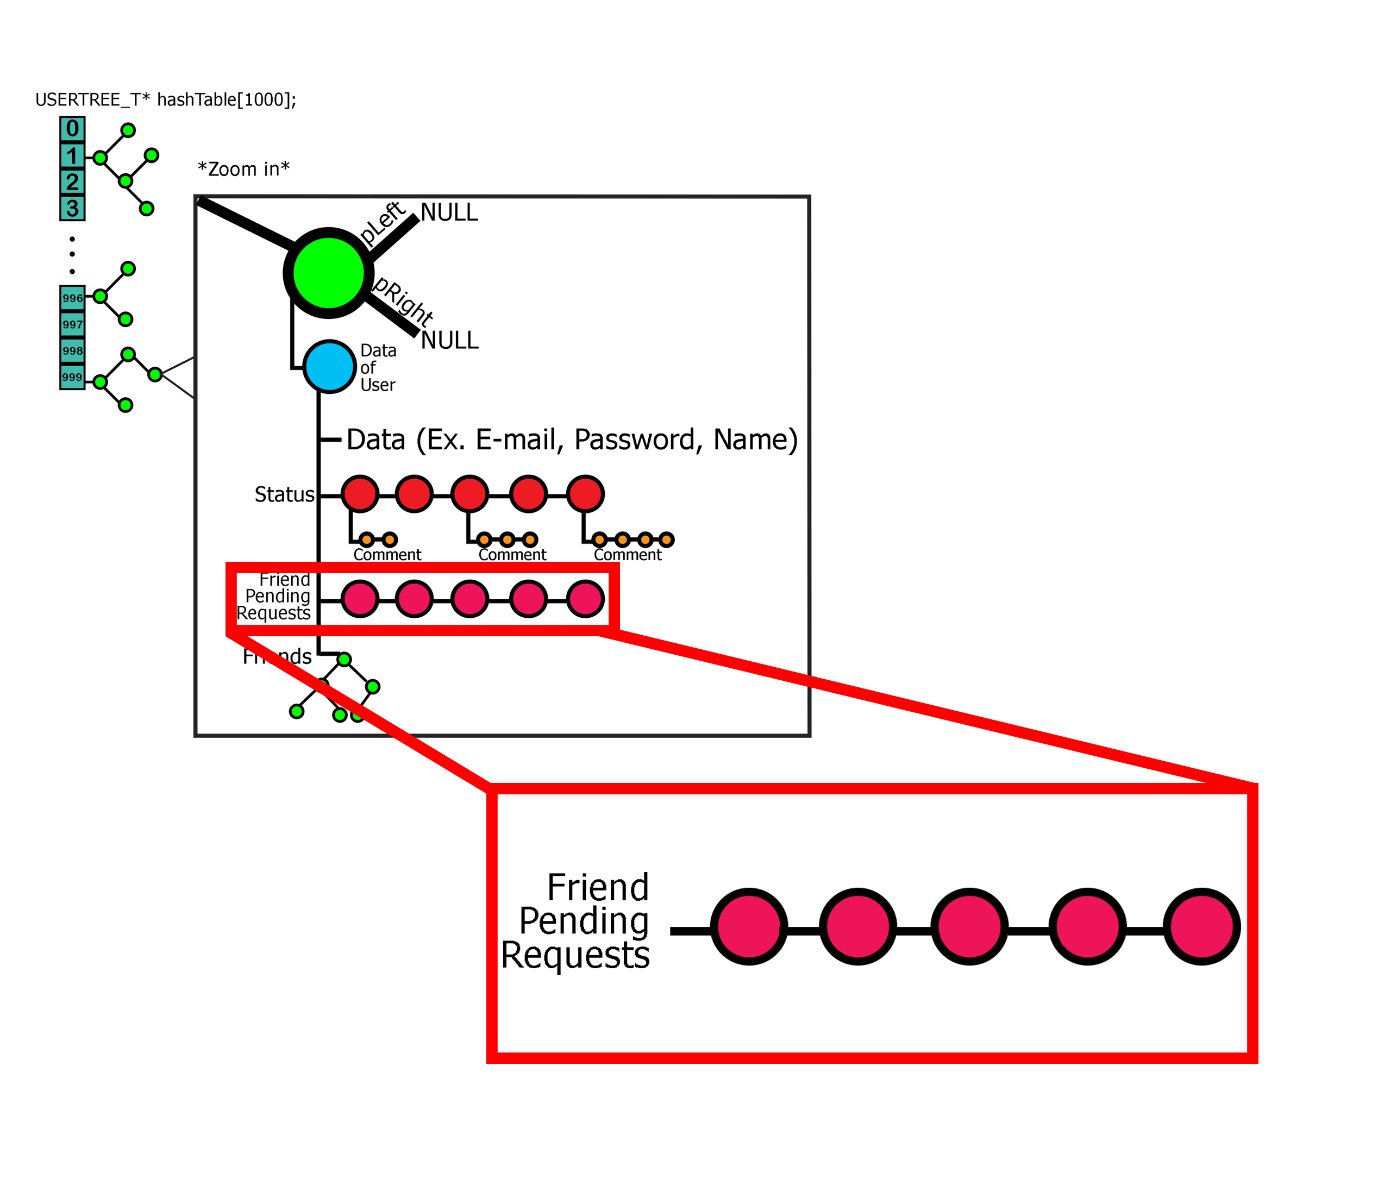 USERTREE_T* hashTable[1000];
0
1
2
3
996
997
998
999
*Zoom in*
pLeft
NULL
pRight
NULL
Data
of
User
Data (Ex. E-mail, Password, Name)
Status
Comment
Comment
Comment
Friend
Pending
Requests
Friends
Friend
Pending
Requests